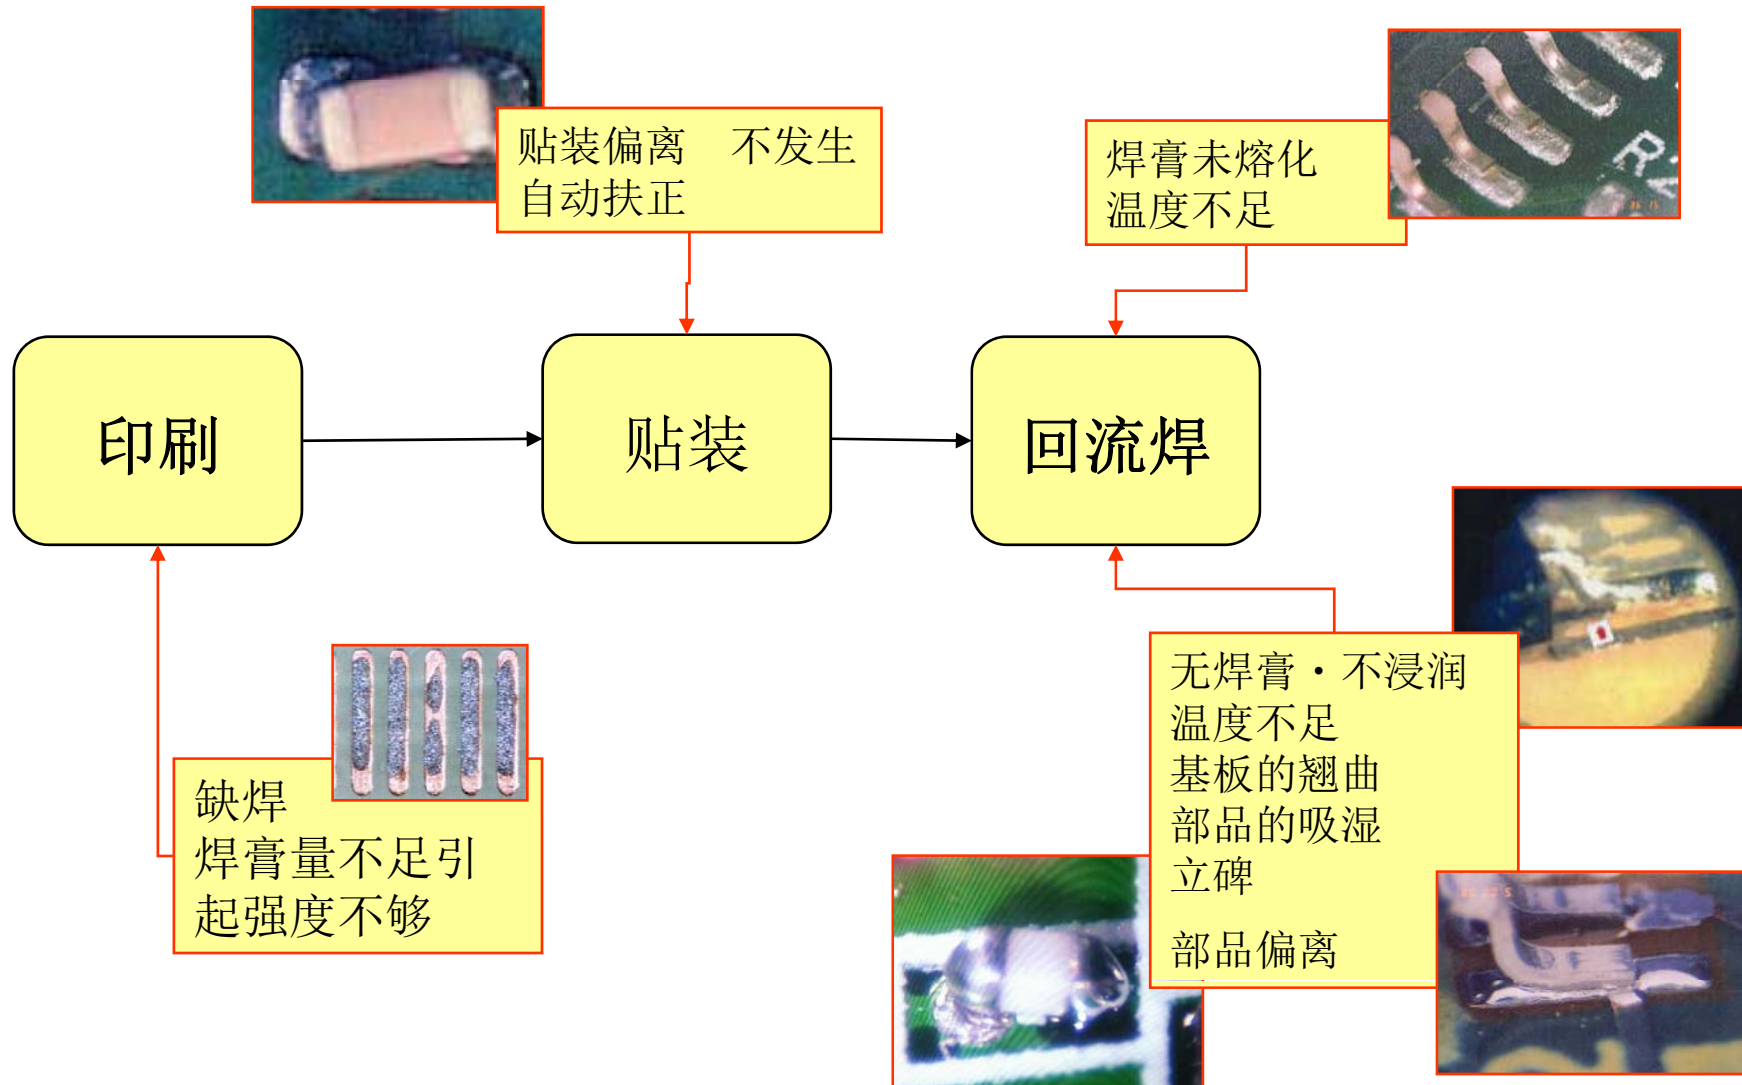 贴装偏离　不发生
自动扶正
焊膏未熔化
温度不足
印刷
贴装
回流焊
缺焊
焊膏量不足引
起强度不够
无焊膏・不浸润
温度不足
基板的翘曲
部品的吸湿
立碑
部品偏离